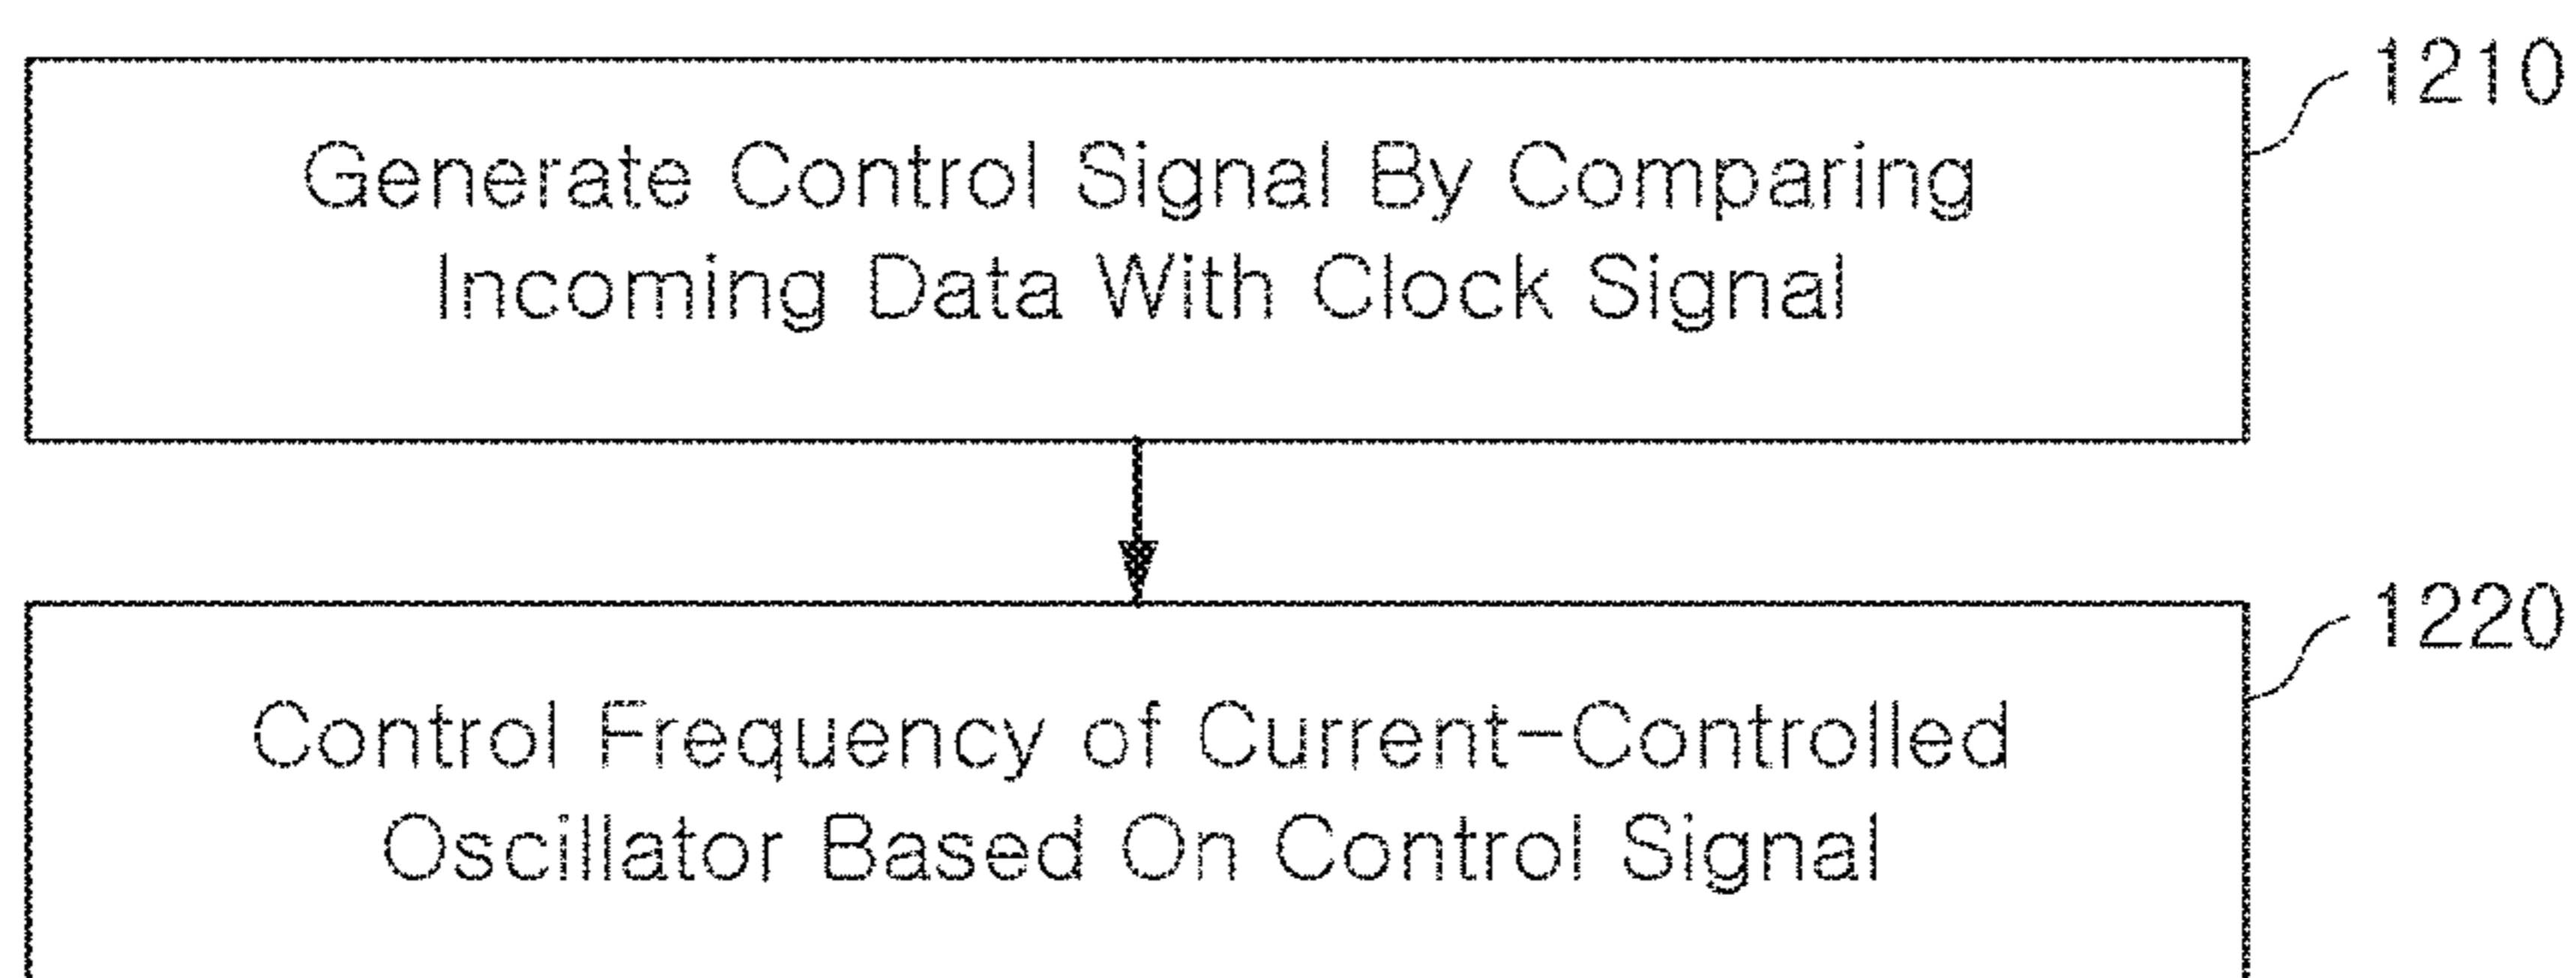 1210
Generate Control Signal By Comparing
Incoming Data With Clock Signal
1220
Control Frequency of Current-Controlled
Oscillator Based On Control Signal